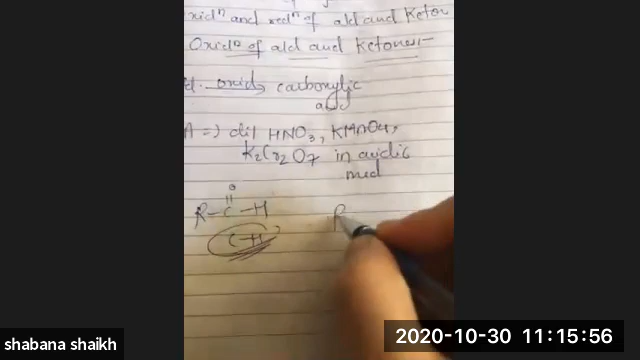 oxidⁿ and redⁿ of ald and Keton
Oxidⁿ of ald and Ketones:-
ald. oxidⁿ carboxylic
acid
A => dil HNO3, KMnO4,
K2Cr2O7 in acidic
med
O
R-C-H R
(C-H)
shabana shaikh
2020-10-30 11:15:56